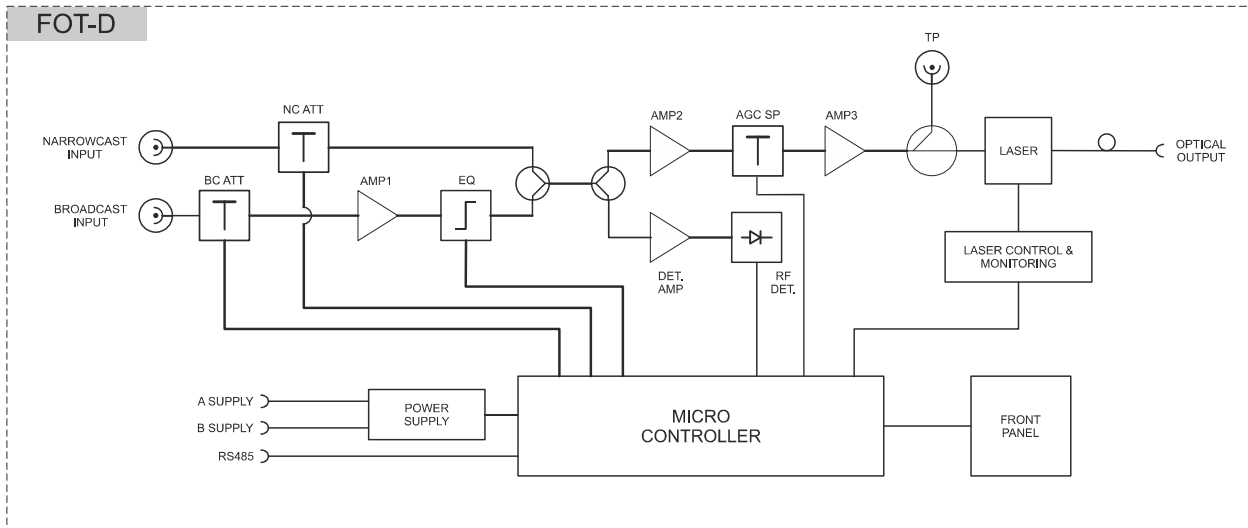 FOT-D
TP
NC ATT
AMP2
AGC SP
AMP3
NARROWCAST
INPUT
LASER
OPTICAL
OUTPUT
BC ATT
AMP1
EQ
BROADCAST
INPUT
LASER CONTROL &
MONITORING
DET.
AMP
RF
DET.
A SUPPLY
B SUPPLY
RS485
POWER
SUPPLY
MICRO
CONTROLLER
FRONT
PANEL